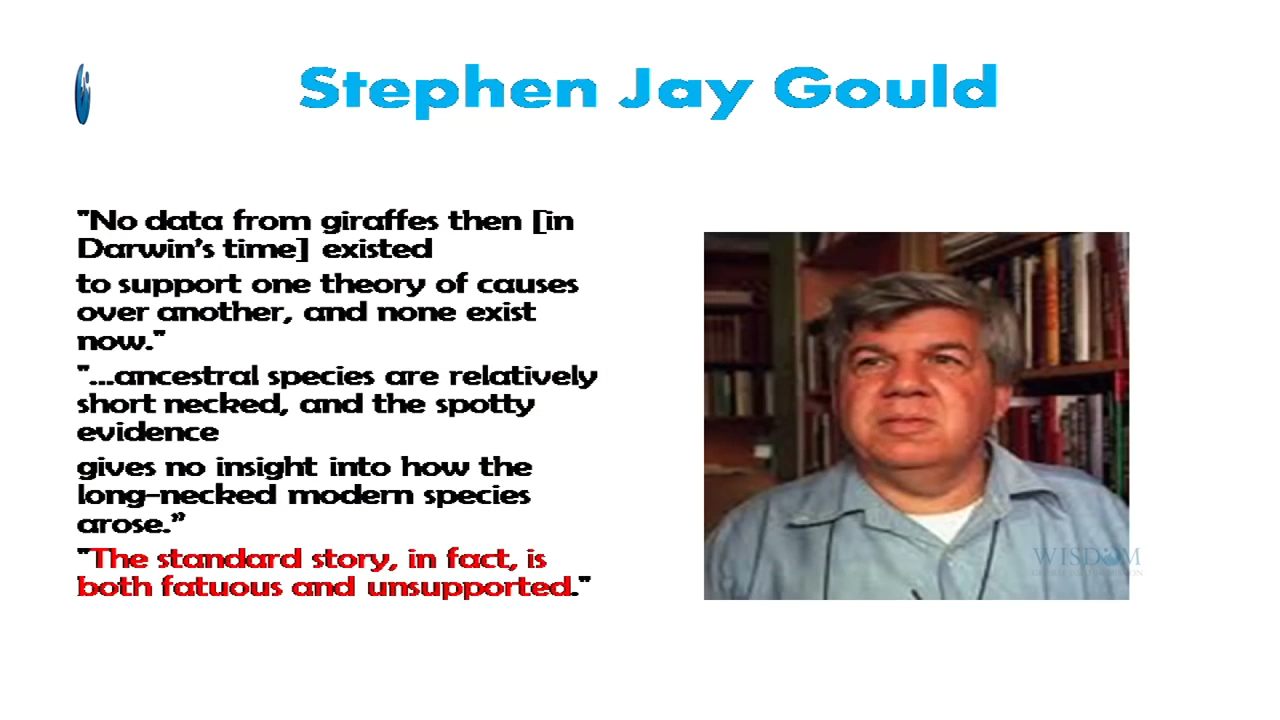 Stephen Jay Gould
"No data from giraffes then [in
Darwin's time] existed
to support one theory of causes
over another, and none exist
now."
"...ancestral species are relatively
short necked, and the spotty
evidence
gives no insight into how the
long-necked modern species
arose.”
"The standard story, in fact, is
both fatuous and unsupported."
WISDOM